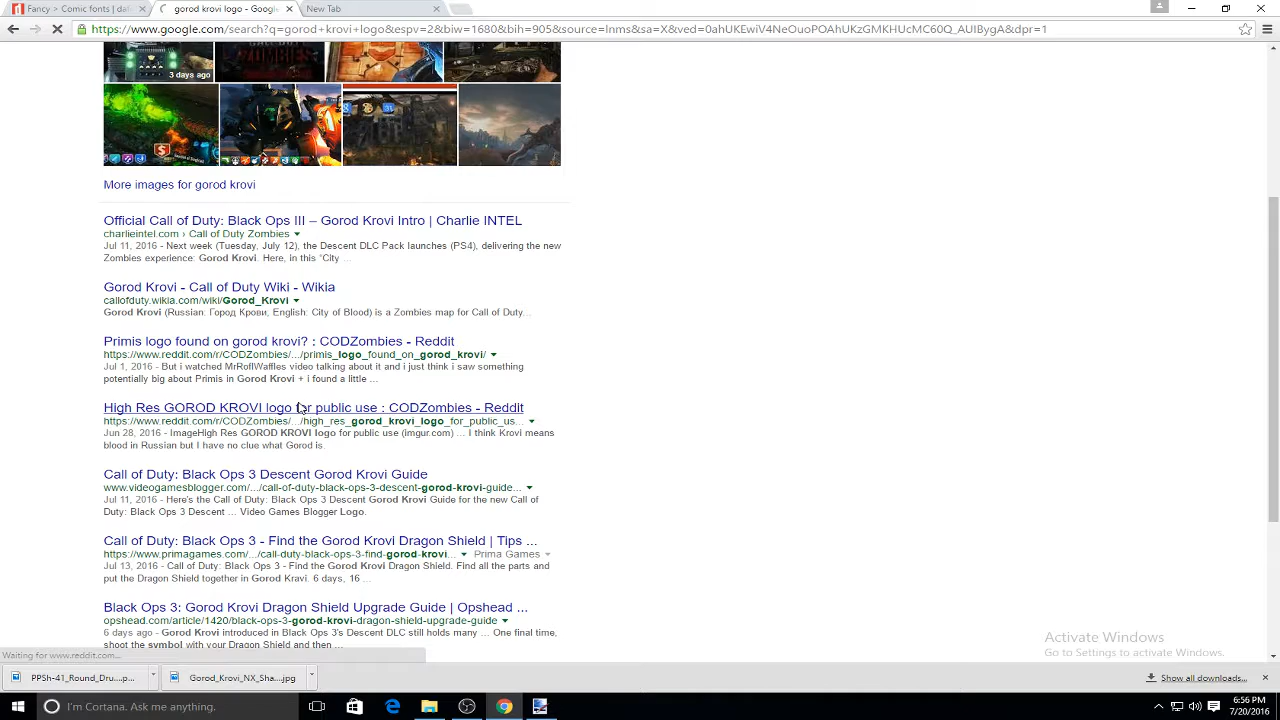 Fancy > Comic fonts | daf
gorod krovi logo - Google
New Tab
https://www.google.com/search?q=gorod+krovi+logo&espv=2&biw=1680&bih=905&source=lnms&sa=X&ved=0ahUKEwiV4NeOuoPOAhUKzGMKHUcMC60Q_AUIBygA&dpr=1
3 days ago
ZOMBIES
More images for gorod krovi
Official Call of Duty: Black Ops III – Gorod Krovi Intro | Charlie INTEL
charlieintel.com › Call of Duty Zombies
Jul 11, 2016 - Next week (Tuesday, July 12), the Descent DLC Pack launches (PS4), delivering the new
Zombies experience: Gorod Krovi. Here, in this "City ...
Gorod Krovi - Call of Duty Wiki - Wikia
callofduty.wikia.com/wiki/Gorod_Krovi
Gorod Krovi (Russian: Город Крови, English: City of Blood) is a Zombies map for Call of Duty...
Primis logo found on gorod krovi? : CODZombies - Reddit
https://www.reddit.com/r/CODZombies/.../primis_logo_found_on_gorod_krovi/
Jul 1, 2016 - But i watched MrRoflWaffles video talking about it and i just think i saw something
potentially big about Primis in Gorod Krovi + i found a little ...
High Res GOROD KROVI logo for public use : CODZombies - Reddit
https://www.reddit.com/r/CODZombies/.../high_res_gorod_krovi_logo_for_public_us...
Jun 28, 2016 - ImageHigh Res GOROD KROVI logo for public use (imgur.com) ... I think Krovi means
blood in Russian but I have no clue what Gorod is.
Call of Duty: Black Ops 3 Descent Gorod Krovi Guide
www.videogamesblogger.com/.../call-of-duty-black-ops-3-descent-gorod-krovi-guide...
Jul 11, 2016 - Here's the Call of Duty: Black Ops 3 Descent Gorod Krovi Guide for the new Call of
Duty: Black Ops 3 Descent ... Video Games Blogger Logo.
Call of Duty: Black Ops 3 - Find the Gorod Krovi Dragon Shield | Tips ...
https://www.primagames.com/.../call-duty-black-ops-3-find-gorod-krovi... Prima Games
Jul 13, 2016 - Call of Duty: Black Ops 3 - Find the Gorod Krovi Dragon Shield. Find all the parts and
put the Dragon Shield together in Gorod Kravi. 6 days, 16 ...
Black Ops 3: Gorod Krovi Dragon Shield Upgrade Guide | Opshead ...
opshead.com/article/1420/black-ops-3-gorod-krovi-dragon-shield-upgrade-guide
6 days ago - Gorod Krovi introduced in Black Ops 3's Descent DLC still holds many ... One final time,
shoot the symbol with your Dragon Shield and then ...
Activate Windows
Go to Settings to activate Windows.
Waiting for www.reddit.com...
PPSh-41_Round_Dru....p...
Gorod_Krovi_NX_Sha....jpg
Show all downloads...
I'm Cortana. Ask me anything.
6:56 PM
7/20/2016